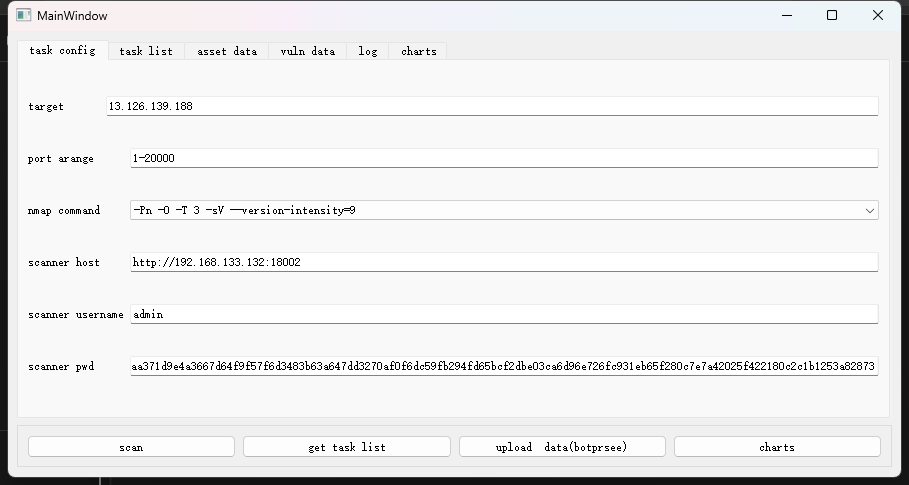 MainWindow
task config task list asset data vuln data log charts
target 13.126.139.188
port arange 1-20000
nmap command -Pn -O -T 3 -sV --version-intensity=9
scanner host http://192.168.133.132:18002
scanner username admin
scanner pwd aa371d9e4a3667d64f9f57f6d3483b63a647dd3270af0f6dc59fb294fd65bcf2dbe03ca6d96e726fc931eb65f280c7e7a42025f422180c2c1b1253a82873
scan get task list upload data(botprsee) charts